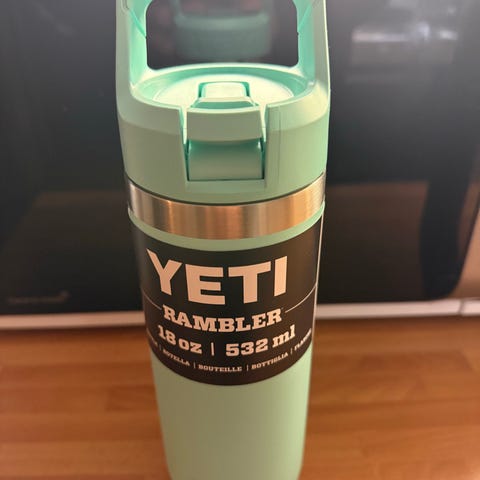 YETI
RAMBLER
18 oz | 532 ml
| BOTELLA | BOUTEILLE | BOTTIGLIA |